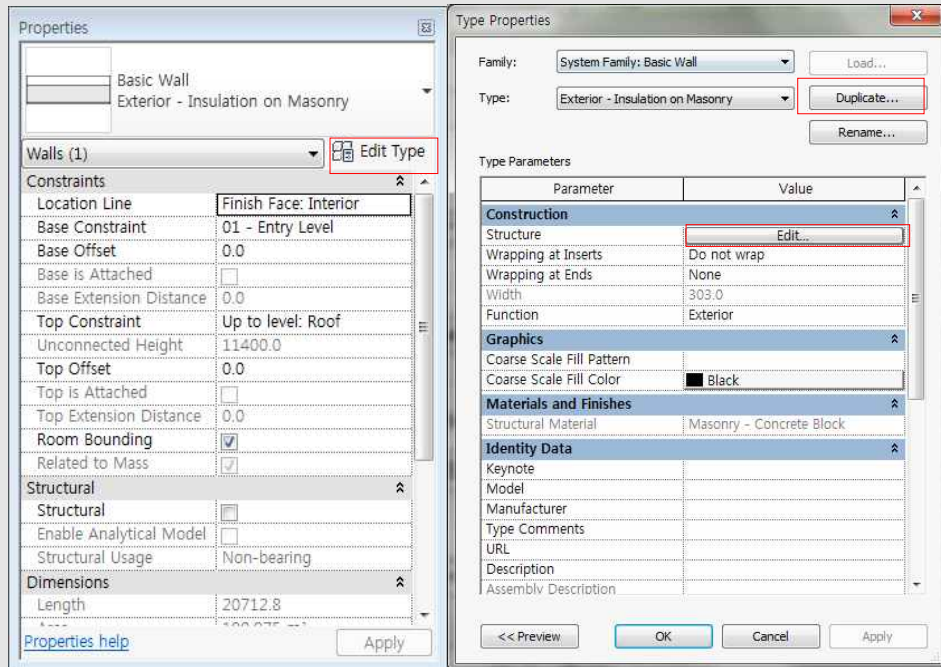 Properties
Basic Wall
Exterior - Insulation on Masonry
Walls (1)
Edit Type
Constraints
Location Line Finish Face: Interior
Base Constraint 01 - Entry Level
Base Offset 0.0
Base is Attached
Base Extension Distance 0.0
Top Constraint Up to level: Roof
Unconnected Height 11400.0
Top Offset 0.0
Top is Attached
Top Extension Distance 0.0
Room Bounding
Related to Mass
Structural
Structural
Enable Analytical Model
Structural Usage Non-bearing
Dimensions
Length 20712.8
Properties help
Apply
Type Properties
Family: System Family: Basic Wall Load...
Type: Exterior - Insulation on Masonry Duplicate...
Rename...
Type Parameters
Parameter Value
Construction
Structure Edit...
Wrapping at Inserts Do not wrap
Wrapping at Ends None
Width 303.0
Function Exterior
Graphics
Coarse Scale Fill Pattern
Coarse Scale Fill Color Black
Materials and Finishes
Structural Material Masonry - Concrete Block
Identity Data
Keynote
Model
Manufacturer
Type Comments
URL
Description
Assembly Description
<< Preview OK Cancel Apply